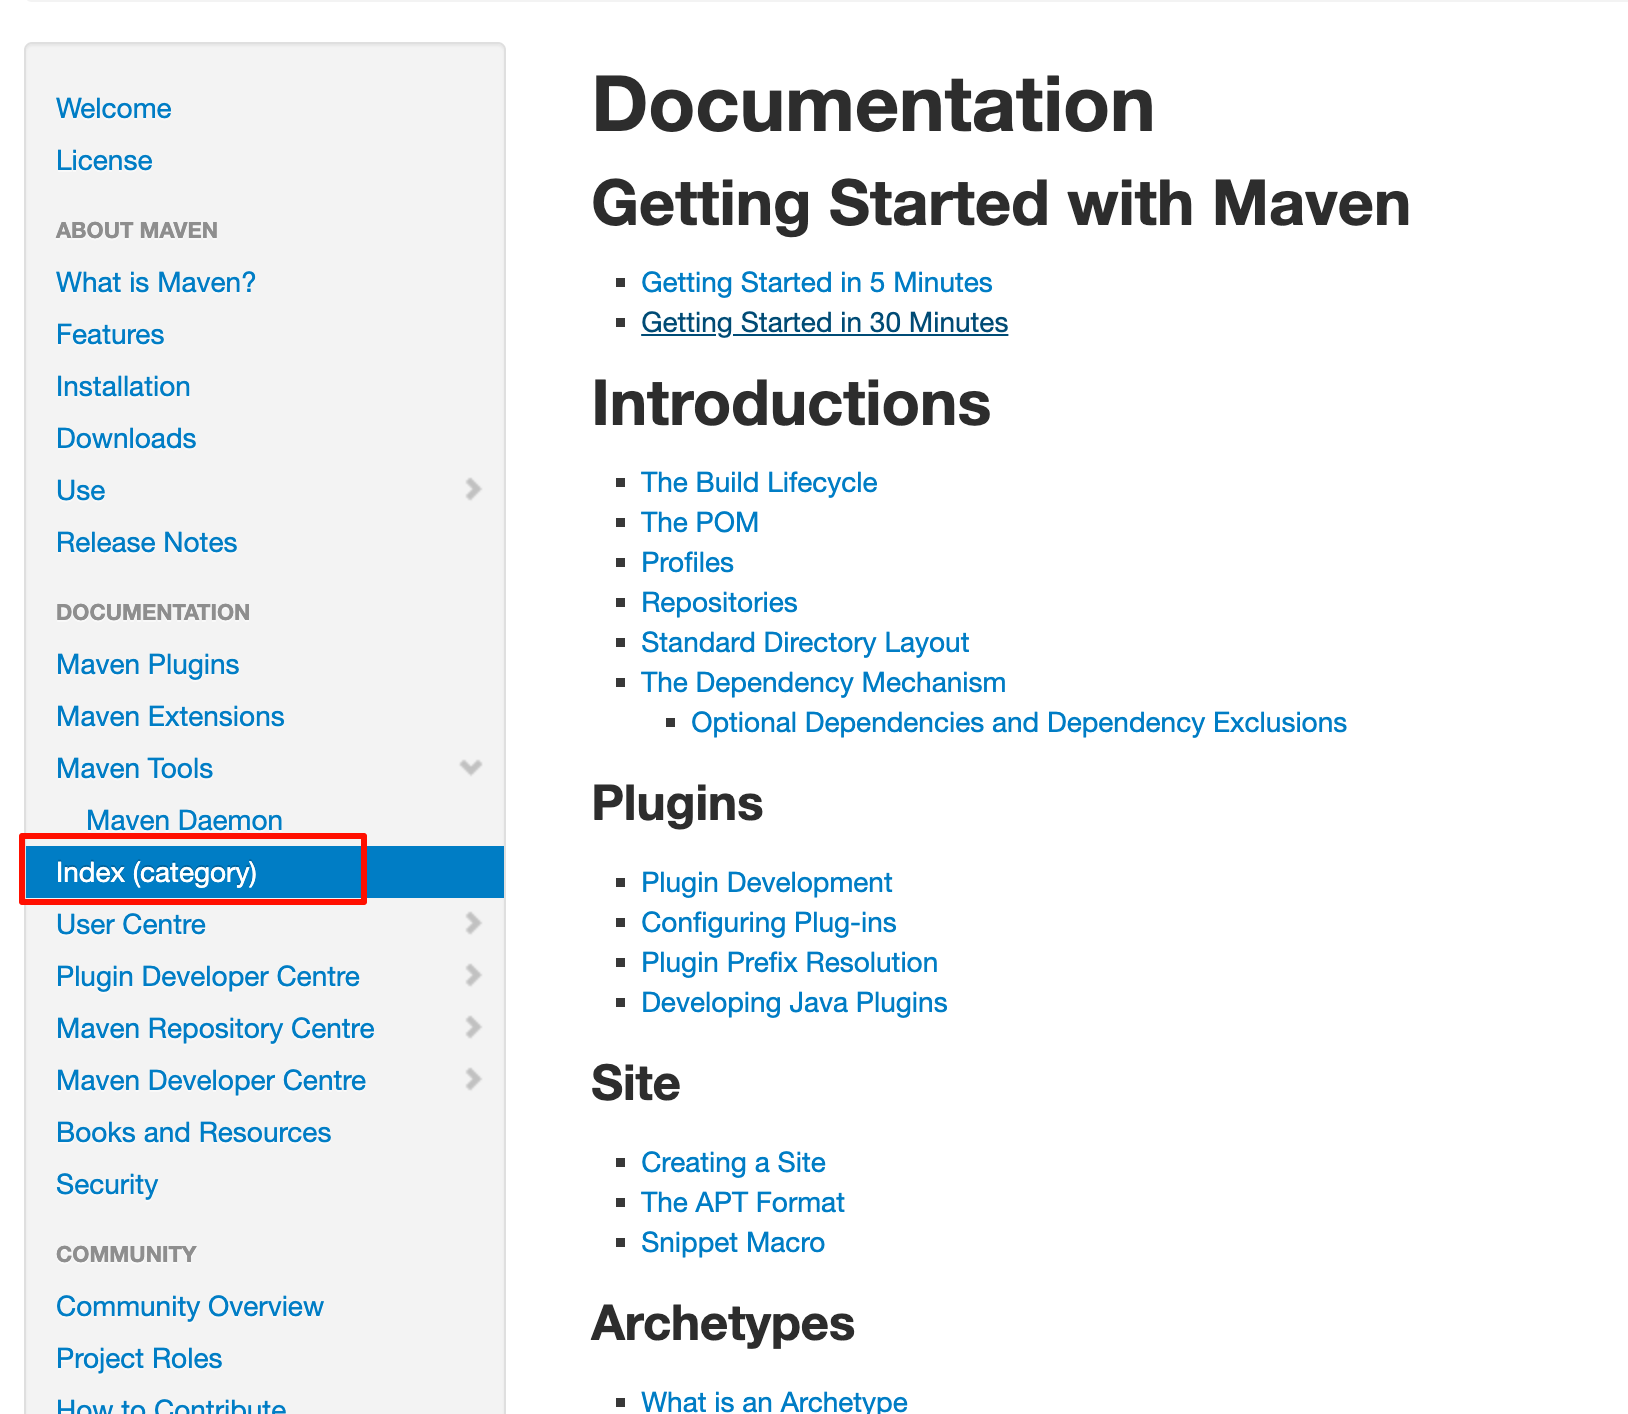 Welcome
License
ABOUT MAVEN
What is Maven?
Features
Installation
Downloads
Use
Release Notes
DOCUMENTATION
Maven Plugins
Maven Extensions
Maven Tools
Maven Daemon
Index (category)
User Centre
Plugin Developer Centre
Maven Repository Centre
Maven Developer Centre
Books and Resources
Security
COMMUNITY
Community Overview
Project Roles
How to Contribute
Documentation
Getting Started with Maven
Getting Started in 5 Minutes
Getting Started in 30 Minutes
Introductions
The Build Lifecycle
The POM
Profiles
Repositories
Standard Directory Layout
The Dependency Mechanism
Optional Dependencies and Dependency Exclusions
Plugins
Plugin Development
Configuring Plug-ins
Plugin Prefix Resolution
Developing Java Plugins
Site
Creating a Site
The APT Format
Snippet Macro
Archetypes
What is an Archetype